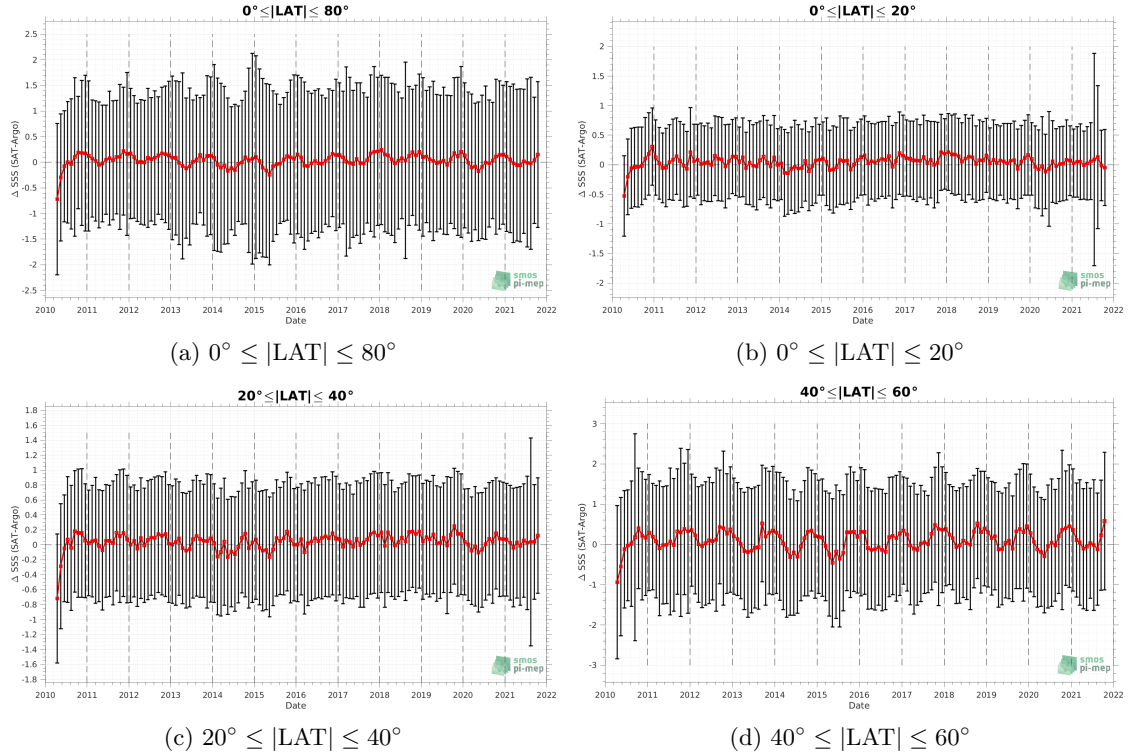 0°≤|LAT|≤ 80°
2.5
2
1.5
1
0.5
0
-0.5
-1
-1.5
-2
-2.5
Δ SSS (SAT-Argo)
2010 2011 2012 2013 2014 2015 2016 2017 2018 2019 2020 2021 2022
Date
smos
pi-mep
(a) 0° ≤ |LAT| ≤ 80°
0°≤|LAT|≤ 20°
2
1.5
1
0.5
0
-0.5
-1
-1.5
-2
Δ SSS (SAT-Argo)
2010 2011 2012 2013 2014 2015 2016 2017 2018 2019 2020 2021 2022
Date
smos
pi-mep
(b) 0° ≤ |LAT| ≤ 20°
20°≤|LAT|≤ 40°
1.8
1.6
1.4
1.2
1
0.8
0.6
0.4
0.2
0
-0.2
-0.4
-0.6
-0.8
-1
-1.2
-1.4
-1.6
-1.8
Δ SSS (SAT-Argo)
2010 2011 2012 2013 2014 2015 2016 2017 2018 2019 2020 2021 2022
Date
smos
pi-mep
(c) 20° ≤ |LAT| ≤ 40°
40°≤|LAT|≤ 60°
3
2
1
0
-1
-2
-3
Δ SSS (SAT-Argo)
2010 2011 2012 2013 2014 2015 2016 2017 2018 2019 2020 2021 2022
Date
smos
pi-mep
(d) 40° ≤ |LAT| ≤ 60°